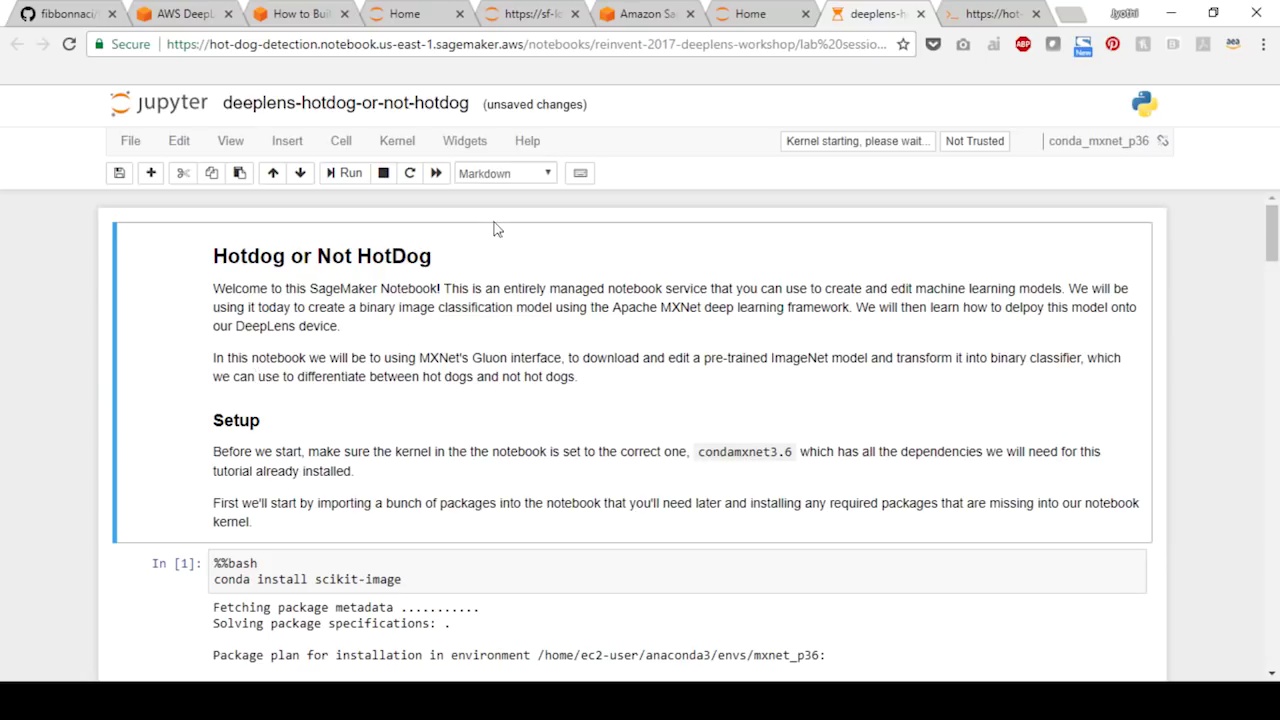 fibbonnaci/
AWS DeepL
How to Buil
Home
https://sf-lo
Amazon Sa
Home
deeplens-h
https://hot-
Jyothi
Secure
https://hot-dog-detection.notebook.us-east-1.sagemaker.aws/notebooks/reinvent-2017-deeplens-workshop/lab%20sessio...
ai
ABP
New
aea
jupyter deeplens-hotdog-or-not-hotdog (unsaved changes)
File Edit View Insert Cell Kernel Widgets Help
Kernel starting, please wait... Not Trusted conda_mxnet_p36
Run Markdown
Hotdog or Not HotDog
Welcome to this SageMaker Notebook! This is an entirely managed notebook service that you can use to create and edit machine learning models. We will be
using it today to create a binary image classification model using the Apache MXNet deep learning framework. We will then learn how to delpoy this model onto
our DeepLens device.
In this notebook we will be to using MXNet's Gluon interface, to download and edit a pre-trained ImageNet model and transform it into binary classifier, which
we can use to differentiate between hot dogs and not hot dogs.
Setup
Before we start, make sure the kernel in the the notebook is set to the correct one, condamxnet3.6 which has all the dependencies we will need for this
tutorial already installed.
First we'll start by importing a bunch of packages into the notebook that you'll need later and installing any required packages that are missing into our notebook
kernel.
In [1]: %%bash
conda install scikit-image
Fetching package metadata ...........
Solving package specifications: .
Package plan for installation in environment /home/ec2-user/anaconda3/envs/mxnet_p36: